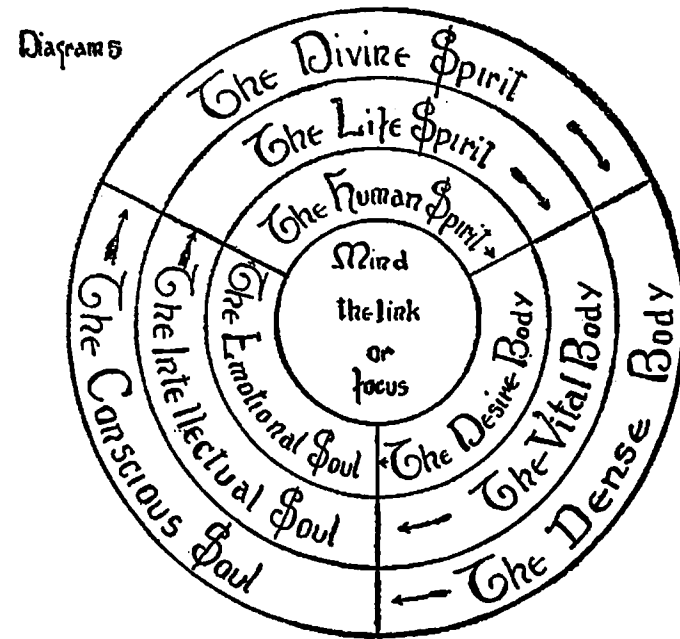 Diagram 5
The Divine Spirit
The Life Spirit
The Human Spirit
Mind
the link
or
focus
The Desire Body
The Vital Body
The Dense Body
The Emotional Soul
The Intellectual Soul
The Conscious Soul